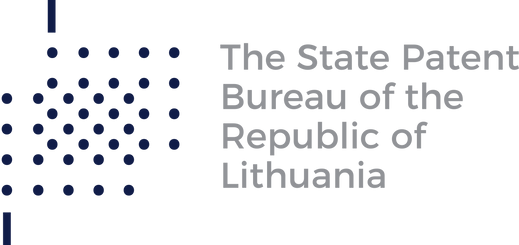 The State Patent
Bureau of the
Republic of
Lithuania